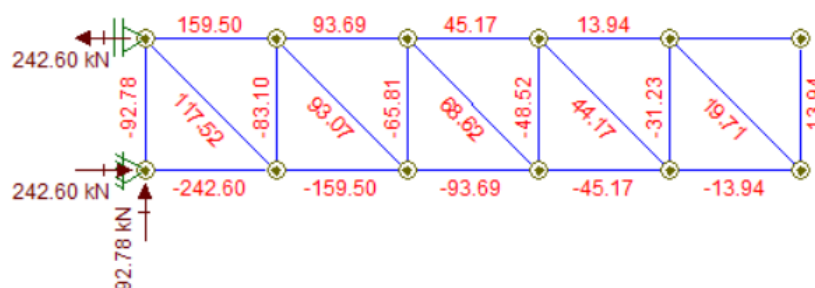 159.50 93.69 45.17 13.94
242.60 kN
-92.78 117.52 -83.10 93.07 -65.81 68.62 -48.52 44.17 -31.23 19.71
242.60 kN -242.60 -159.50 -93.69 -45.17 -13.94
92.78 kN